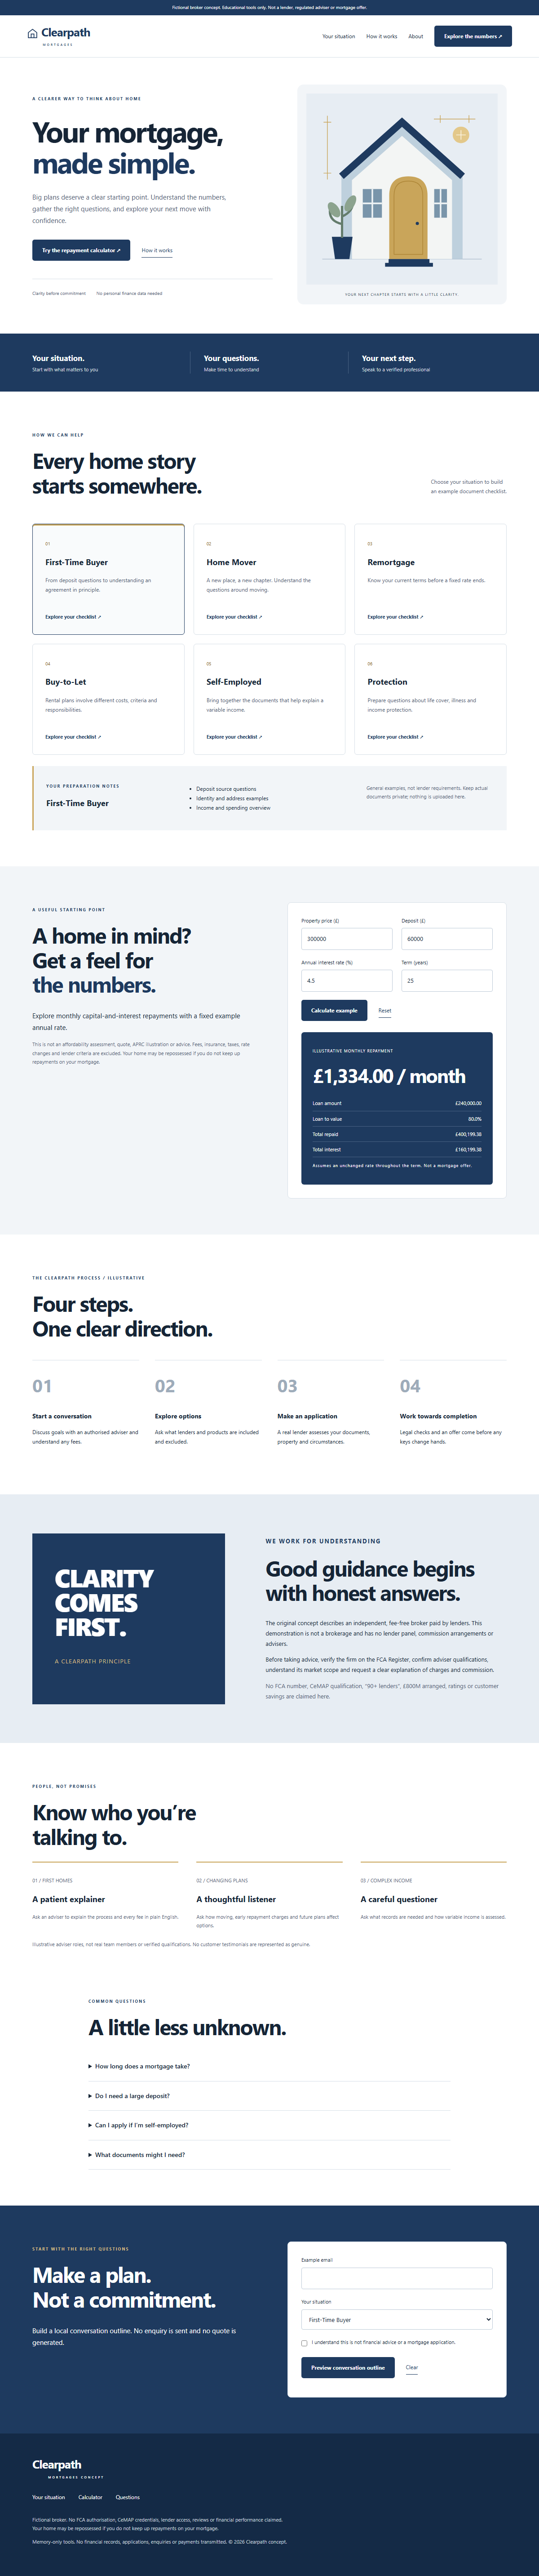 Fictional broker concept. Educational tools only. Not a lender, regulated adviser or mortgage offer.
Clearpath
MORTGAGES
Your situation
How it works
About
Explore the numbers ↗
A CLEARER WAY TO THINK ABOUT HOME
Your mortgage,
made simple.
Big plans deserve a clear starting point. Understand the numbers,
gather the right questions, and explore your next move with
confidence.
Try the repayment calculator ↗
How it works
Clarity before commitment
No personal finance data needed
YOUR NEXT CHAPTER STARTS WITH A LITTLE CLARITY.
Your situation.
Start with what matters to you
Your questions.
Make time to understand
Your next step.
Speak to a verified professional
HOW WE CAN HELP
Every home story
starts somewhere.
Choose your situation to build
an example document checklist.
01
First-Time Buyer
From deposit questions to understanding an
agreement in principle.
Explore your checklist ↗
02
Home Mover
A new place, a new chapter. Understand the
questions around moving.
Explore your checklist ↗
03
Remortgage
Know your current terms before a fixed rate ends.
Explore your checklist ↗
04
Buy-to-Let
Rental plans involve different costs, criteria and
responsibilities.
Explore your checklist ↗
05
Self-Employed
Bring together the documents that help explain a
variable income.
Explore your checklist ↗
06
Protection
Prepare questions about life cover, illness and
income protection.
Explore your checklist ↗
YOUR PREPARATION NOTES
First-Time Buyer
• Deposit source questions
• Identity and address examples
• Income and spending overview
General examples, not lender requirements. Keep actual
documents private; nothing is uploaded here.
A USEFUL STARTING POINT
A home in mind?
Get a feel for
the numbers.
Explore monthly capital-and-interest repayments with a fixed example
annual rate.
This is not an affordability assessment, quote, APRC illustration or advice. Fees, insurance, taxes, rate
changes and lender criteria are excluded. Your home may be repossessed if you do not keep up
repayments on your mortgage.
Property price (£)
Deposit (£)
300000
60000
Annual interest rate (%)
Term (years)
4.5
25
Calculate example
Reset
ILLUSTRATIVE MONTHLY REPAYMENT
£1,334.00 / month
Loan amount £240,000.00
Loan to value 80.0%
Total repaid £400,199.38
Total interest £160,199.38
Assumes an unchanged rate throughout the term. Not a mortgage offer.
THE CLEARPATH PROCESS / ILLUSTRATIVE
Four steps.
One clear direction.
01
Start a conversation
Discuss goals with an authorised adviser and
understand any fees.
02
Explore options
Ask what lenders and products are included
and excluded.
03
Make an application
A real lender assesses your documents,
property and circumstances.
04
Work towards completion
Legal checks and an offer come before any
keys change hands.
CLARITY
COMES
FIRST.
A CLEARPATH PRINCIPLE
WE WORK FOR UNDERSTANDING
Good guidance begins
with honest answers.
The original concept describes an independent, fee-free broker paid by lenders. This
demonstration is not a brokerage and has no lender panel, commission arrangements or
advisers.
Before taking advice, verify the firm on the FCA Register, confirm adviser qualifications,
understand its market scope and request a clear explanation of charges and commission.
No FCA number, CeMAP qualification, "90+ lenders", £800M arranged, ratings or customer
savings are claimed here.
PEOPLE, NOT PROMISES
Know who you’re
talking to.
01 / FIRST HOMES
A patient explainer
Ask an adviser to explain the process and every fee in plain English.
02 / CHANGING PLANS
A thoughtful listener
Ask how moving, early repayment charges and future plans affect
options.
03 / COMPLEX INCOME
A careful questioner
Ask what records are needed and how variable income is assessed.
Illustrative adviser roles, not real team members or verified qualifications. No customer testimonials are represented as genuine.
COMMON QUESTIONS
A little less unknown.
▶ How long does a mortgage take?
▶ Do I need a large deposit?
▶ Can I apply if I'm self-employed?
▶ What documents might I need?
START WITH THE RIGHT QUESTIONS
Make a plan.
Not a commitment.
Build a local conversation outline. No enquiry is sent and no quote is
generated.
Example email
Your situation
First-Time Buyer
I understand this is not financial advice or a mortgage application.
Preview conversation outline
Clear
Clearpath
MORTGAGES CONCEPT
Your situation
Calculator
Questions
Fictional broker. No FCA authorisation, CeMAP credentials, lender access, reviews or financial performance claimed.
Your home may be repossessed if you do not keep up repayments on your mortgage.
Memory-only tools. No financial records, applications, enquiries or payments transmitted. © 2026 Clearpath concept.